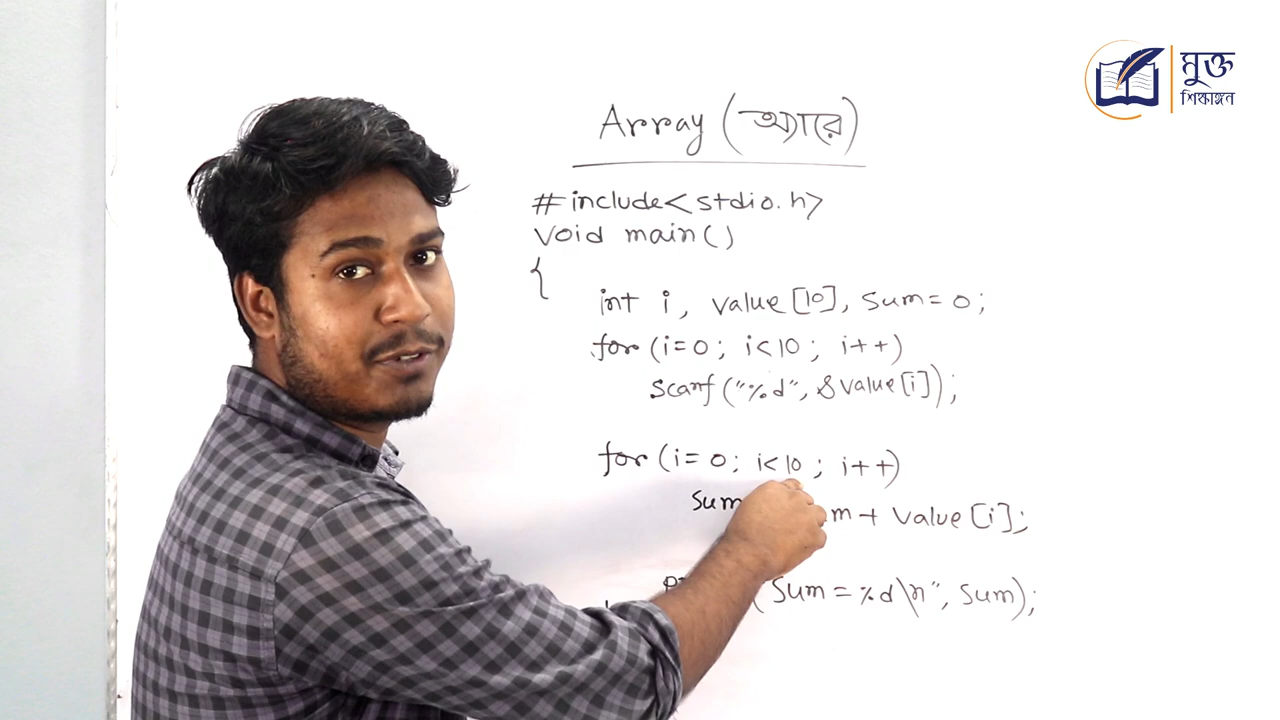 মুক্ত
শিক্ষাঙ্গন
Array (অ্যারে)
#include<stdio.h>
void main()
{
int i, value[10], sum=0;
for (i=0; i<10; i++)
scanf("%d", &value[i]);
for (i=0; i<10; i++)
Sum + value[i];
("Sum=%d\n", sum);